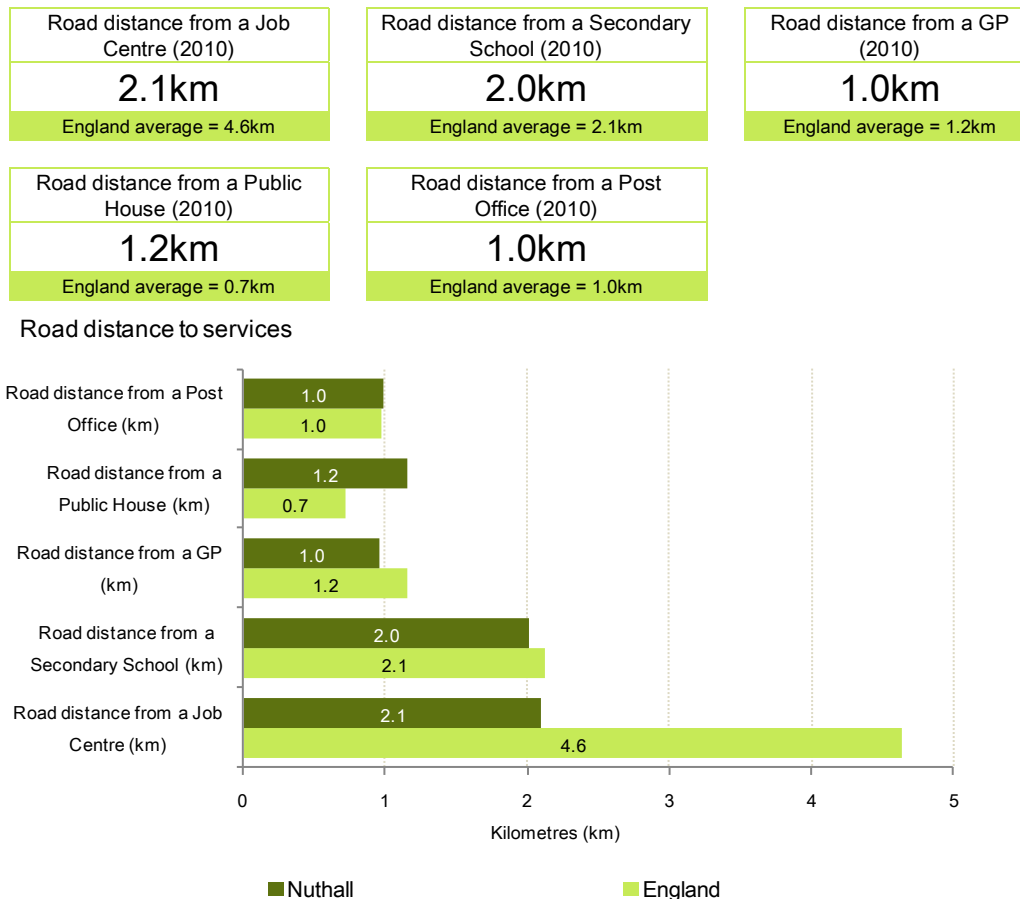 Road distance from a Job
Centre (2010)
2.1km
England average = 4.6km
Road distance from a Secondary
School (2010)
2.0km
England average = 2.1km
Road distance from a GP
(2010)
1.0km
England average = 1.2km
Road distance from a Public
House (2010)
1.2km
England average = 0.7km
Road distance from a Post
Office (2010)
1.0km
England average = 1.0km
Road distance to services
Road distance from a Post
Office (km)
1.0
1.0
Road distance from a
Public House (km)
1.2
0.7
Road distance from a GP
(km)
1.0
1.2
Road distance from a
Secondary School (km)
2.0
2.1
Road distance from a Job
Centre (km)
2.1
4.6
0 1 2 3 4 5
Kilometres (km)
Nuthall England